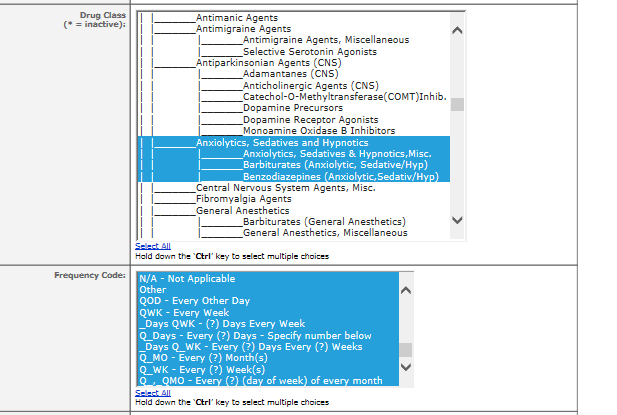 Drug Class
(* = inactive):
Antimanic Agents
Antimigraine Agents
Antimigraine Agents, Miscellaneous
Selective Serotonin Agonists
Antiparkinsonian Agents (CNS)
Adamantanes (CNS)
Anticholinergic Agents (CNS)
Catechol-O-Methyltransferase(COMT)Inhib.
Dopamine Precursors
Dopamine Receptor Agonists
Monoamine Oxidase B Inhibitors
Anxiolytics, Sedatives and Hypnotics
Anxiolytics, Sedatives & Hypnotics,Misc.
Barbiturates (Anxiolytic, Sedative/Hyp)
Benzodiazepines (Anxiolytic,Sedativ/Hyp)
Central Nervous System Agents, Misc.
Fibromyalgia Agents
General Anesthetics
Barbiturates (General Anesthetics)
General Anesthetics, Miscellaneous
Select All
Hold down the 'Ctrl' key to select multiple choices
Frequency Code:
N/A - Not Applicable
Other
QOD - Every Other Day
QWK - Every Week
_Days QWK - (?) Days Every Week
Q_Days - Every (?) Days - Specify number below
_Days Q_WK - Every (?) Days Every (?) Weeks
Q_MO - Every (?) Month(s)
Q_WK - Every (?) Week(s)
Q_,_QMO - Every (?) (day of week) of every month
Select All
Hold down the 'Ctrl' key to select multiple choices